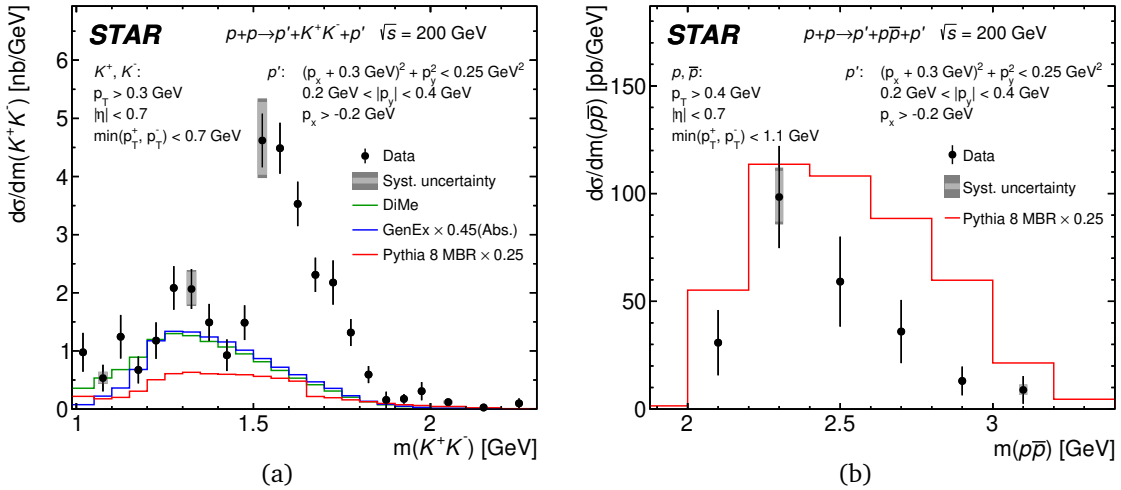 STAR
p+p→p′+K⁺K⁻+p′ √s = 200 GeV
K⁺, K⁻:
p_T > 0.3 GeV
|η| < 0.7
min(p_T⁺, p_T⁻) < 0.7 GeV
p′: (p_x + 0.3 GeV)² + p_y² < 0.25 GeV²
0.2 GeV < |p_y| < 0.4 GeV
p_x > -0.2 GeV
Data
Syst. uncertainty
DiMe
GenEx × 0.45(Abs.)
Pythia 8 MBR × 0.25
dσ/dm(K⁺K⁻) [nb/GeV]
6
5
4
3
2
1
0
1
1.5
2
m(K⁺K⁻) [GeV]
(a)
STAR
p+p→p′+pp̅+p′ √s = 200 GeV
p, p̅:
p_T > 0.4 GeV
|η| < 0.7
min(p_T⁺, p_T⁻) < 1.1 GeV
p′: (p_x + 0.3 GeV)² + p_y² < 0.25 GeV²
0.2 GeV < |p_y| < 0.4 GeV
p_x > -0.2 GeV
Data
Syst. uncertainty
Pythia 8 MBR × 0.25
dσ/dm(pp̅) [pb/GeV]
150
100
50
0
2
2.5
3
m(pp̅) [GeV]
(b)